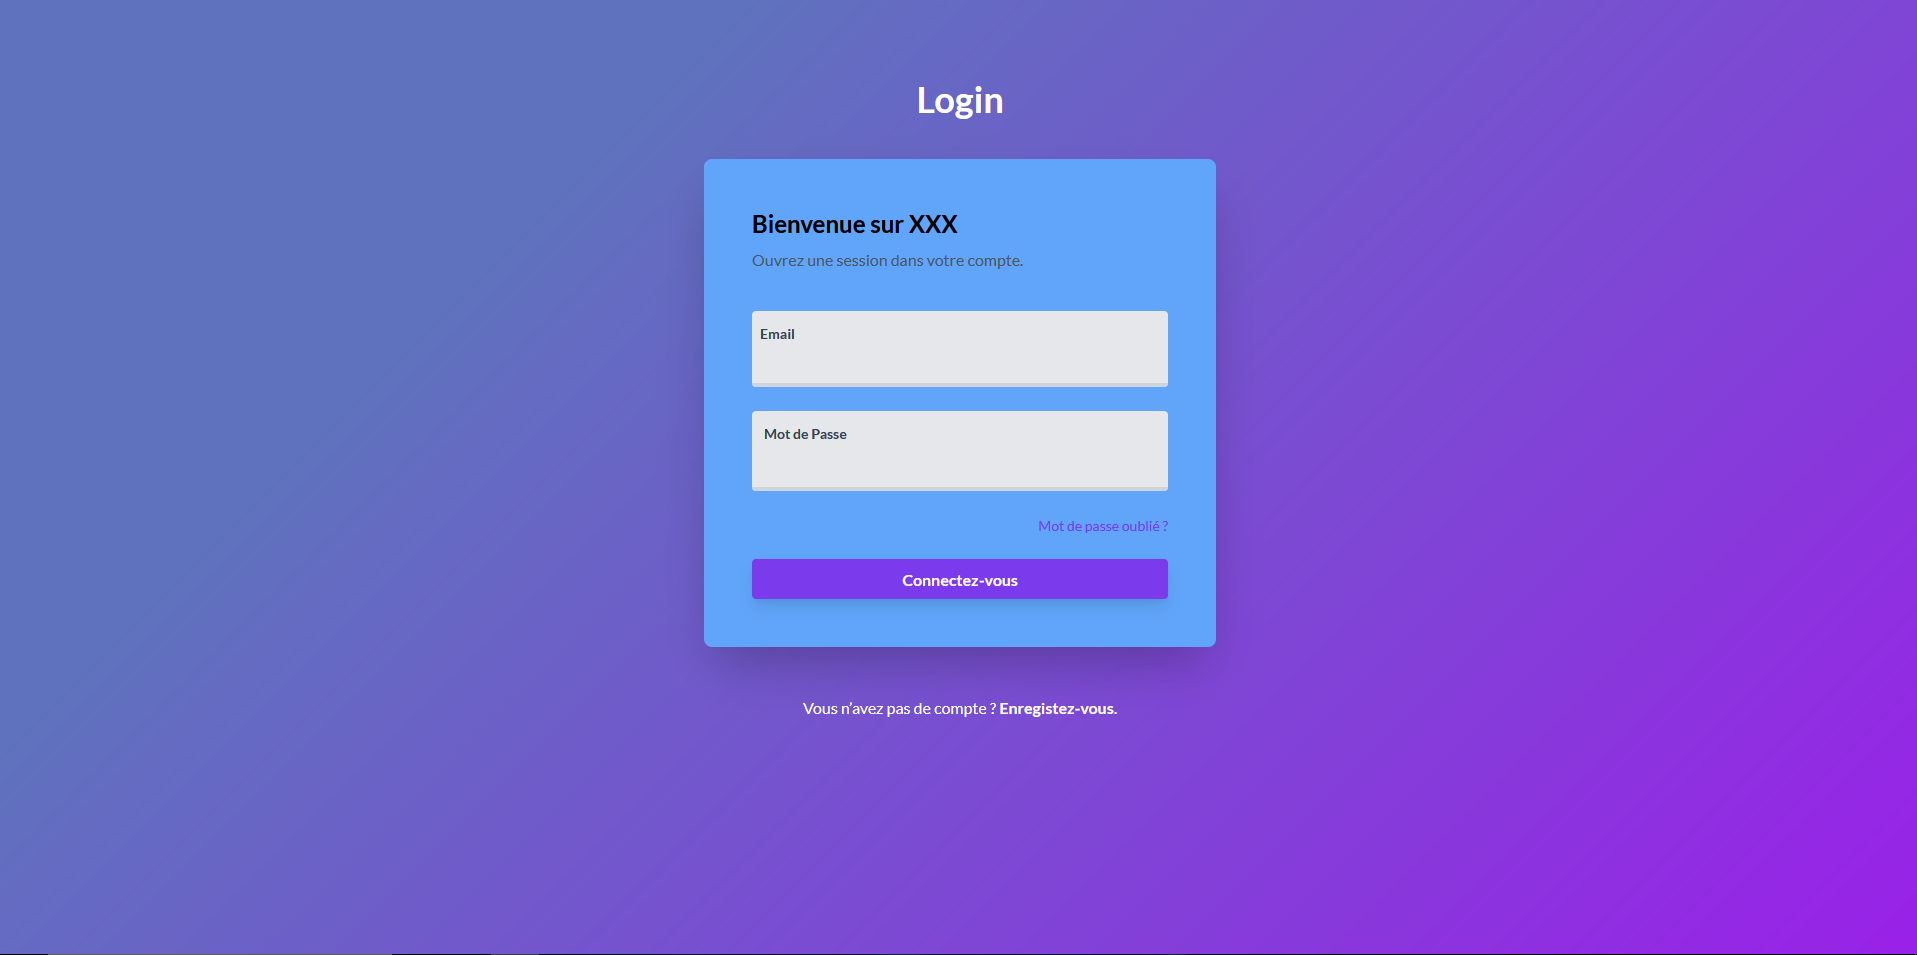 Login
Bienvenue sur XXX
Ouvrez une session dans votre compte.
Email
Mot de Passe
Mot de passe oublié ?
Connectez-vous
Vous n’avez pas de compte ? Enregistez-vous.